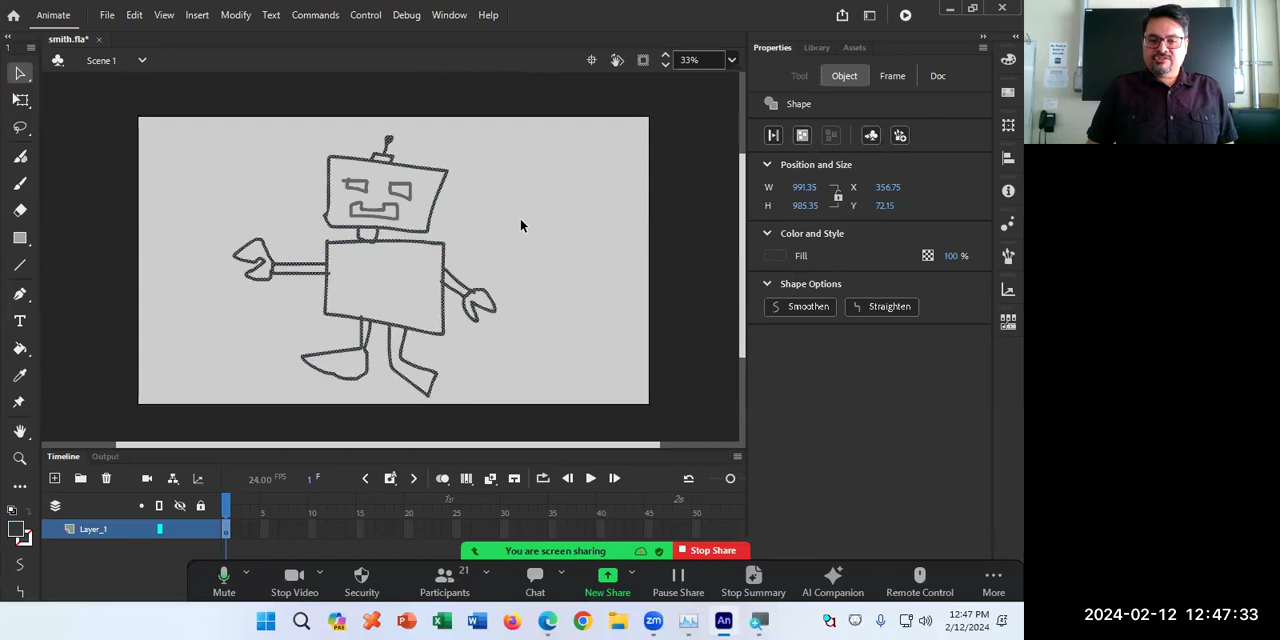 Animate File Edit View Insert Modify Text Commands Control Debug Window Help
smith.fla* ×
Scene 1 33%
Properties Library Assets
Tool Object Frame Doc
Shape
Position and Size
W 991.35 X 356.75
H 985.35 Y 72.15
Color and Style
Fill 100 %
Shape Options
Smoothen Straighten
Timeline Output
24.00 FPS 1 F
1s 2s
5 10 15 20 25 30 35 40 45 50
Layer_1
You are screen sharing Stop Share
21
Mute Stop Video Security Participants Chat New Share Pause Share Stop Summary AI Companion Remote Control More
12:47 PM
2/12/2024
2024-02-12 12:47:33